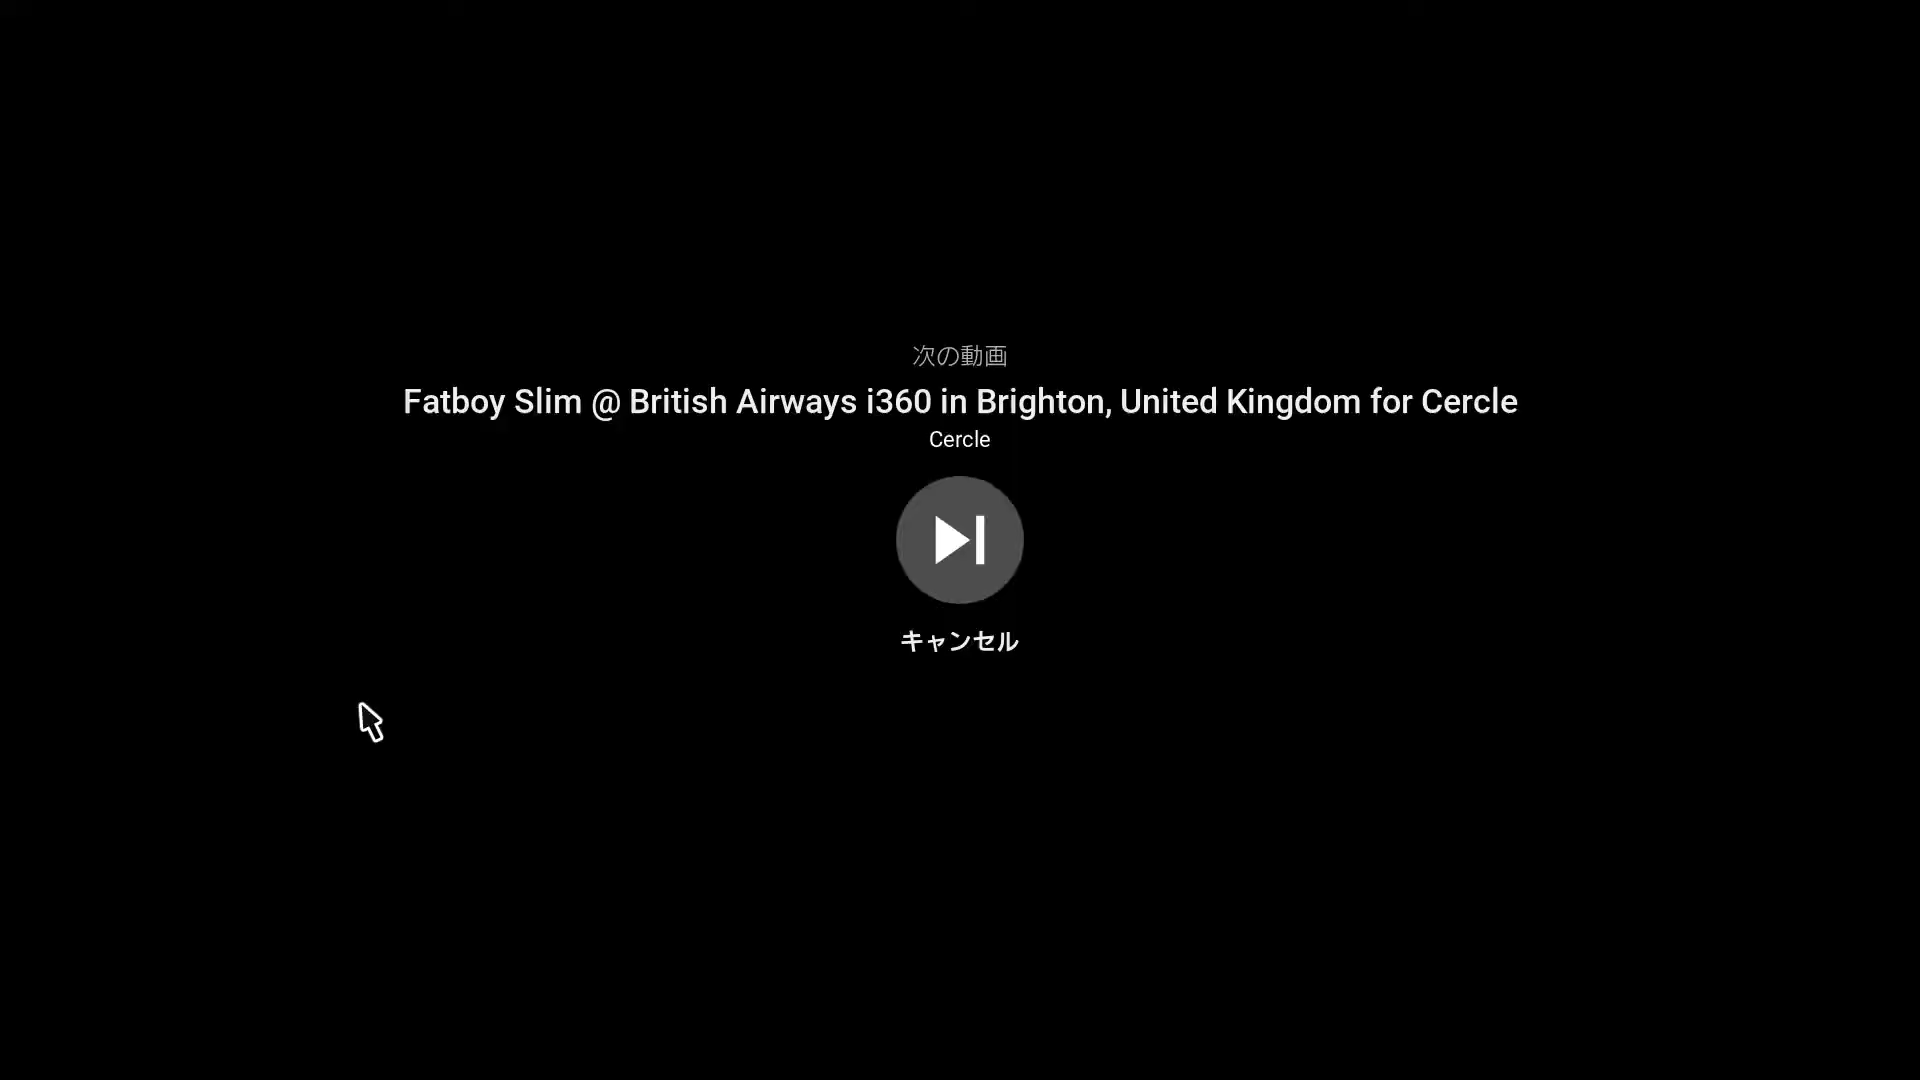 次の動画
Fatboy Slim @ British Airways i360 in Brighton, United Kingdom for Cercle
Cercle
キャンセル